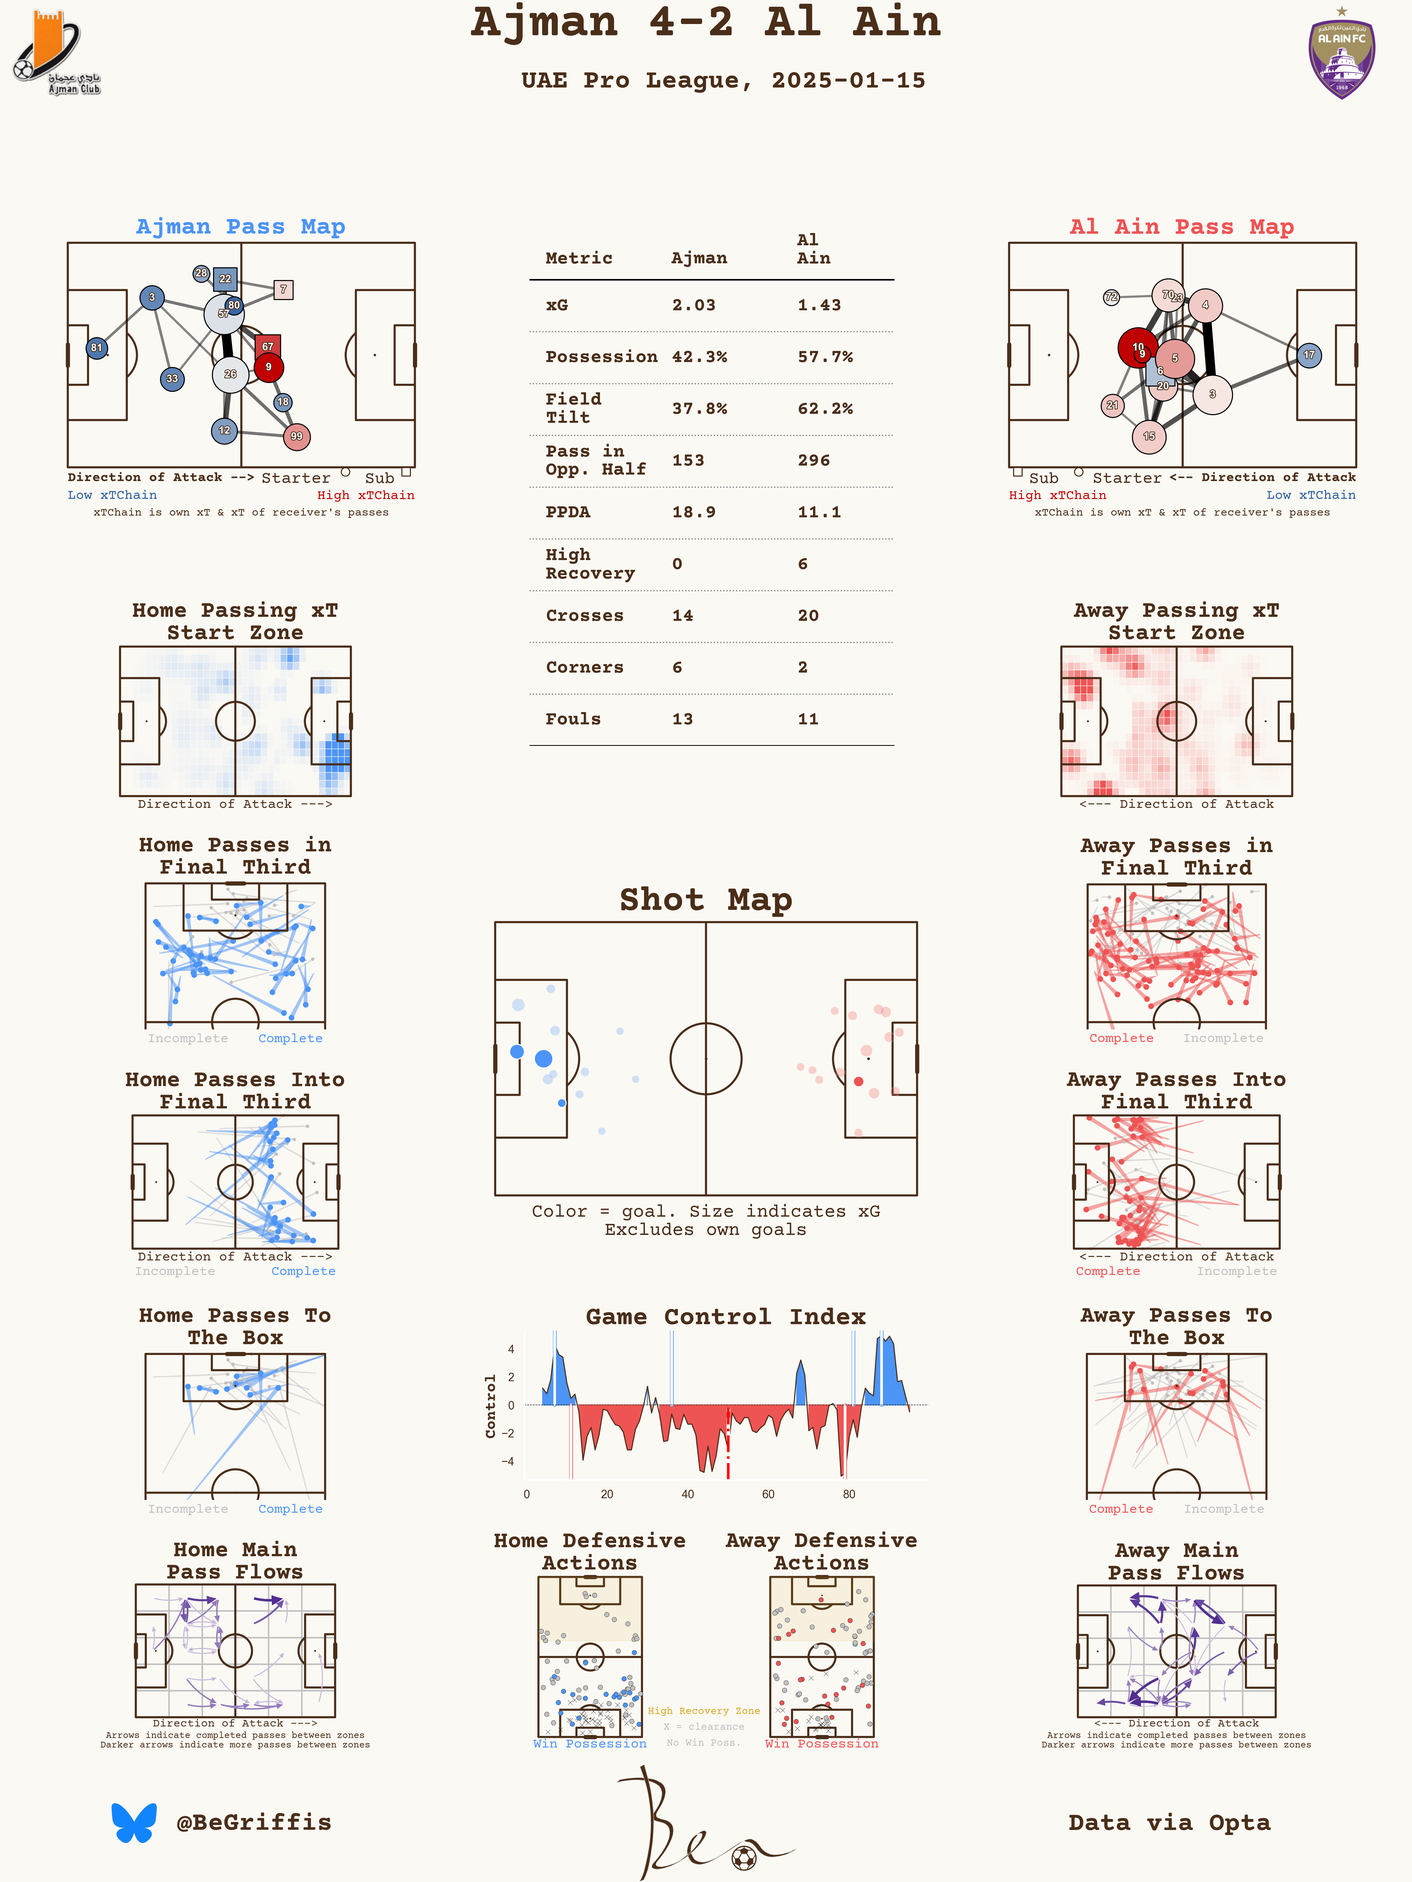 Ajman 4-2 Al Ain
UAE Pro League, 2025-01-15
نادي عجمان
Ajman Club
AL AIN FC
1968
Ajman Pass Map
28
22
7
3
80
57
81
67
9
26
33
18
12
99
Direction of Attack --> Starter Sub
Low xTChain High xTChain
xTChain is own xT & xT of receiver's passes
Metric Ajman Al Ain
xG 2.03 1.43
Possession 42.3% 57.7%
Field Tilt 37.8% 62.2%
Pass in Opp. Half 153 296
PPDA 18.9 11.1
High Recovery 0 6
Crosses 14 20
Corners 6 2
Fouls 13 11
Al Ain Pass Map
72
70
23
4
10
9
5
17
6
20
3
21
15
Sub Starter <-- Direction of Attack
High xTChain Low xTChain
xTChain is own xT & xT of receiver's passes
Home Passing xT
Start Zone
Direction of Attack --->
Away Passing xT
Start Zone
<--- Direction of Attack
Home Passes in
Final Third
Incomplete Complete
Away Passes in
Final Third
Complete Incomplete
Shot Map
Color = goal. Size indicates xG
Excludes own goals
Home Passes Into
Final Third
Direction of Attack --->
Incomplete Complete
Away Passes Into
Final Third
<--- Direction of Attack
Complete Incomplete
Home Passes To
The Box
Incomplete Complete
Game Control Index
Control
4
2
0
−2
−4
0 20 40 60 80
Away Passes To
The Box
Complete Incomplete
Home Main
Pass Flows
Direction of Attack --->
Arrows indicate completed passes between zones
Darker arrows indicate more passes between zones
Home Defensive
Actions
Win Possession
High Recovery Zone
X = clearance
No Win Poss.
Away Defensive
Actions
Win Possession
Away Main
Pass Flows
<--- Direction of Attack
Arrows indicate completed passes between zones
Darker arrows indicate more passes between zones
@BeGriffis
Ben
Data via Opta